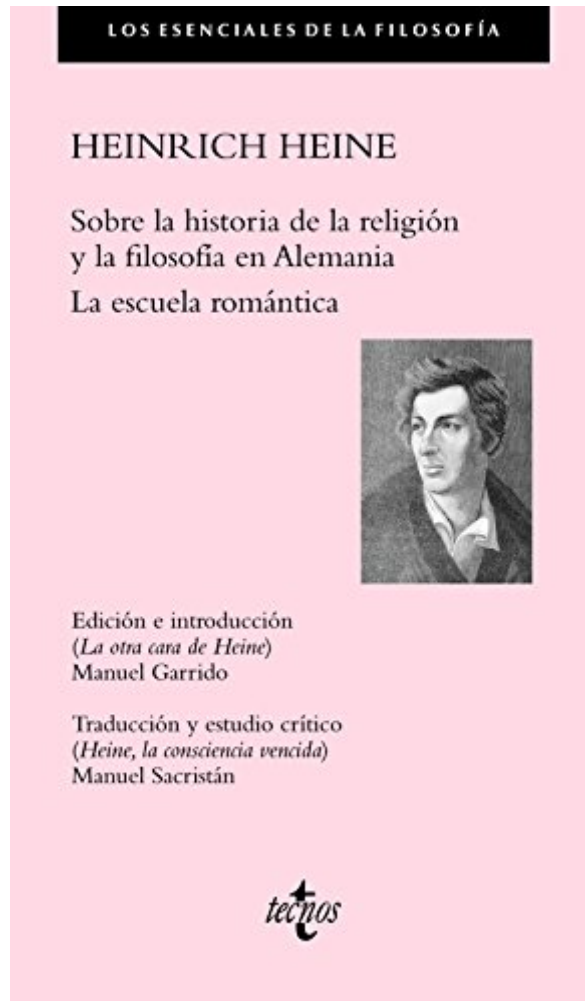 LOS ESENCIALES DE LA FILOSOFÍA
HEINRICH HEINE
Sobre la historia de la religión
y la filosofía en Alemania
La escuela romántica
Edición e introducción
(La otra cara de Heine)
Manuel Garrido
Traducción y estudio crítico
(Heine, la consciencia vencida)
Manuel Sacristán
tecnos